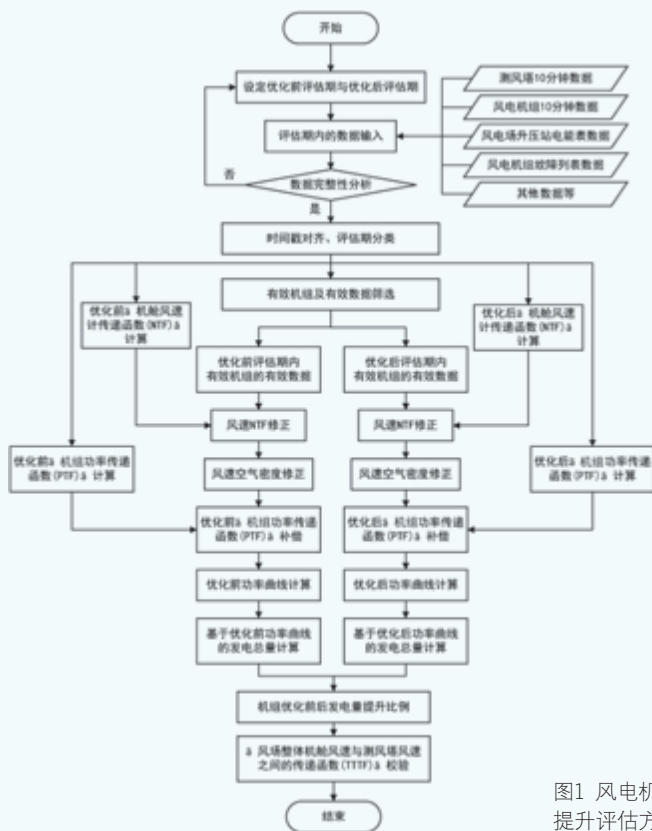 开始
设定优化前评估期与优化后评估期
测风塔10分钟数据
风电机组10分钟数据
评估期内的数据输入
风电场升压站电能表数据
风电机组故障列表数据
其他数据等
否
数据完整性分析
是
时间戳对齐、评估期分类
有效机组及有效数据筛选
优化前â 机舱风速
计传递函数(NTF)â
计算
优化后â 机舱风速
计传递函数(NTF)â
计算
优化前评估期内
有效机组的有效数据
优化后评估期内
有效机组的有效数据
风速NTF修正
风速NTF修正
优化前â 机组功率传递
函数(PTF)â 计算
风速空气密度修正
风速空气密度修正
优化后â 机组功率传递
函数(PTF)â 计算
优化前â 机组功率传递
函数(PTF)â 补偿
优化后â 机组功率传递
函数(PTF)â 补偿
优化前功率曲线计算
优化后功率曲线计算
基于优化前功率曲线
的发电总量计算
基于优化后功率曲线
的发电总量计算
机组优化前后发电量提升比例
â 风场整体机舱风速与测风塔风速
之间的传递函数(TTTF)â 校验
结束
图1 风电机
提升评估方